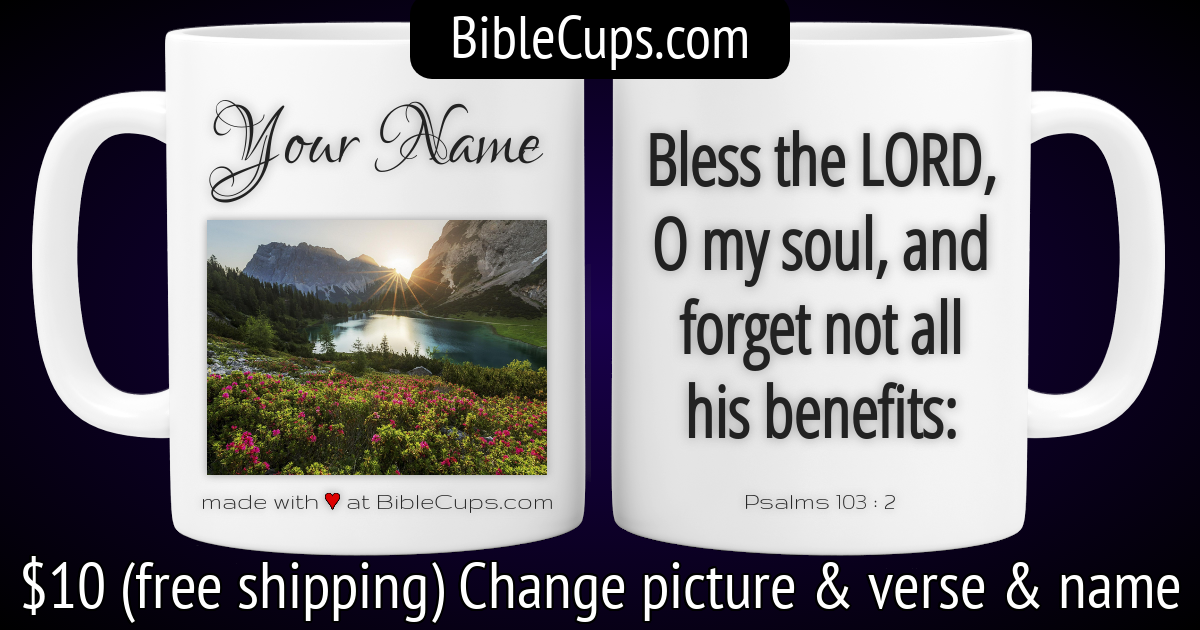 BibleCups.com
Your Name
made with ♥ at BibleCups.com
Bless the LORD,
O my soul, and
forget not all
his benefits:
Psalms 103 : 2
$10 (free shipping) Change picture & verse & name